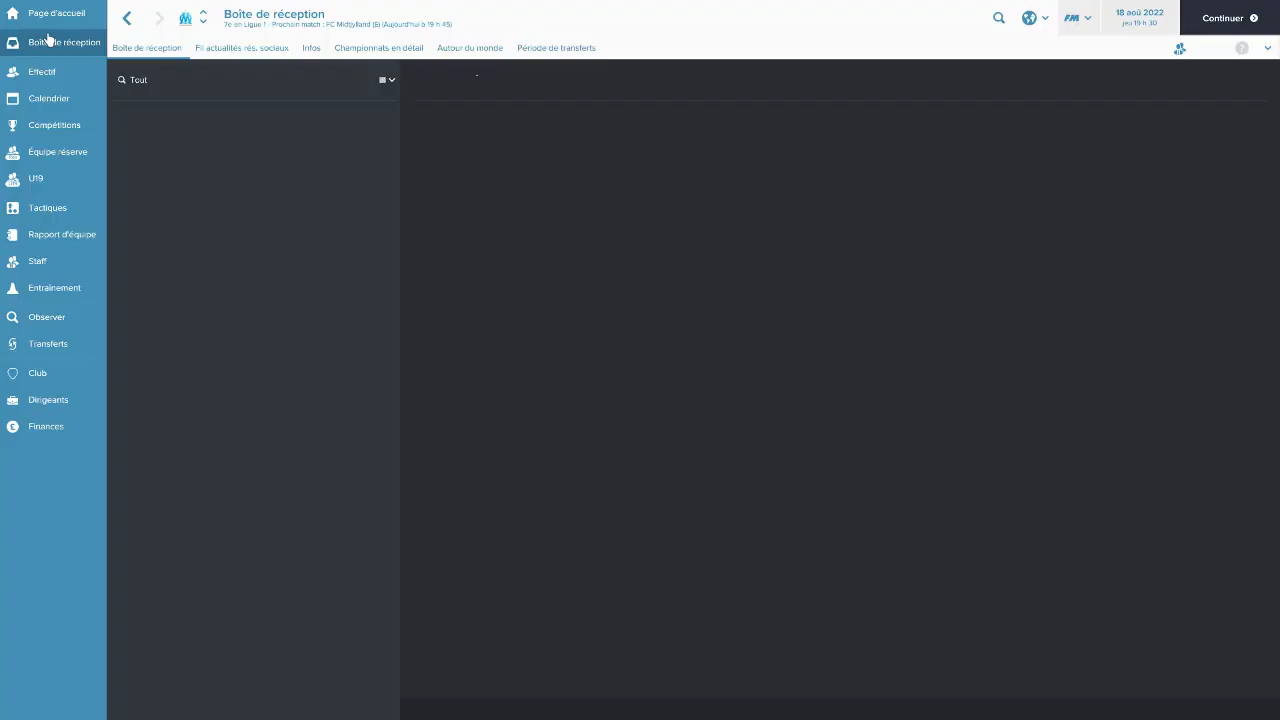 Page d'accueil
Boîte de réception
Effectif
Calendrier
Compétitions
Équipe réserve
U19
Tactiques
Rapport d'équipe
Staff
Entraînement
Observer
Transferts
Club
Dirigeants
Finances
Boîte de réception
7e en Ligue 1 - Prochain match : FC Midtjylland (E) (Aujourd'hui à 19 h 45)
FM
18 aoû 2022
jeu 19 h 30
Continuer
Boîte de réception
Fil actualités rés. sociaux
Infos
Championnats en détail
Autour du monde
Période de transferts
Tout